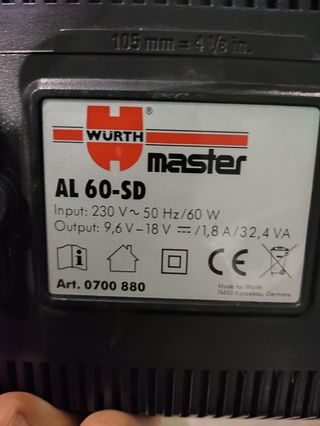 105 mm = 4 1/8 in.
WÜRTH ®
master
AL 60-SD
Input: 230 V ~ 50 Hz/60 W
Output: 9,6 V – 18 V ⎓ /1,8 A/32,4 VA
i CE
Art. 0700 880
Made for Würth
74650 Künzelsau, Germany